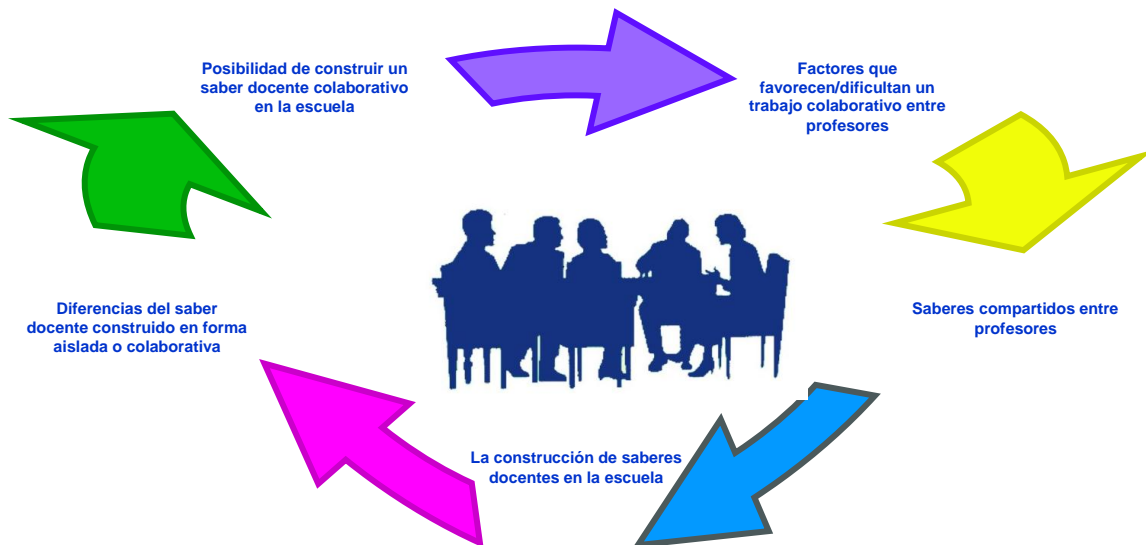 Posibilidad de construir un
saber docente colaborativo
en la escuela
Factores que
favorecen/dificultan un
trabajo colaborativo entre
profesores
Saberes compartidos entre
profesores
La construcción de saberes
docentes en la escuela
Diferencias del saber
docente construido en forma
aislada o colaborativa